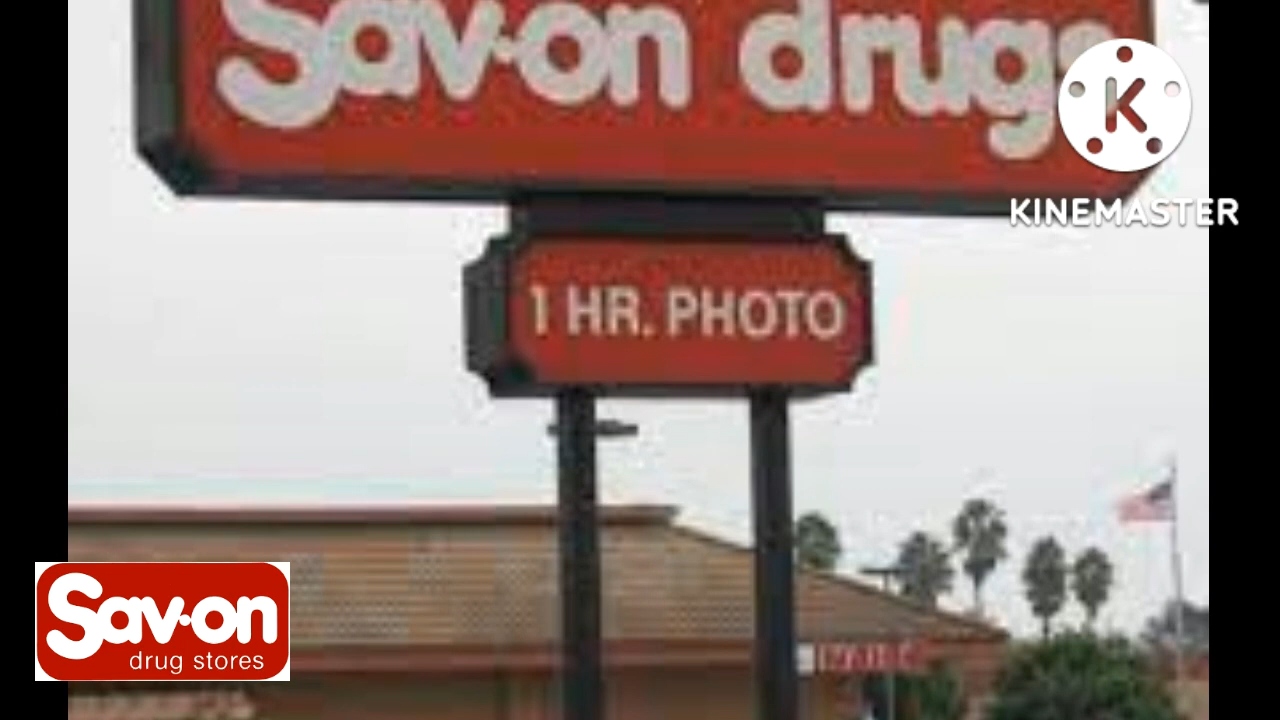 Sav·on drugs
K
KINEMASTER
1 HR. PHOTO
Sav·on
drug stores